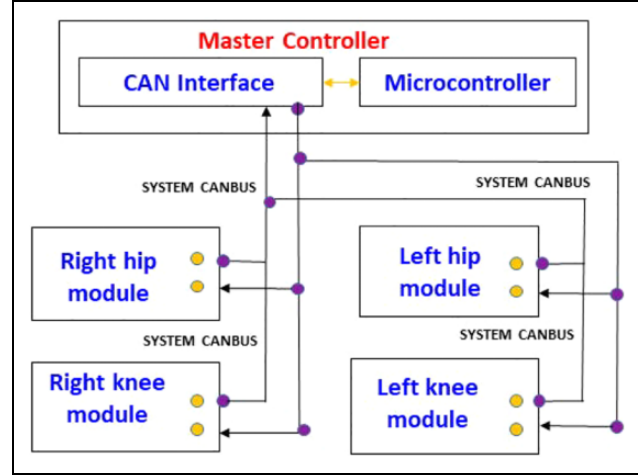 Master Controller
CAN Interface
Microcontroller
SYSTEM CANBUS
SYSTEM CANBUS
Right hip
module
Left hip
module
SYSTEM CANBUS
SYSTEM CANBUS
Right knee
module
Left knee
module